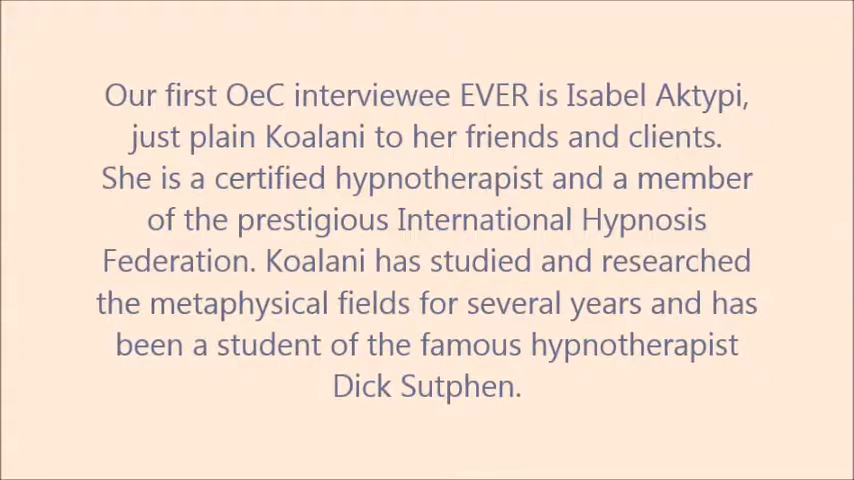 Our first OeC interviewee EVER is Isabel Aktypi,
just plain Koalani to her friends and clients.
She is a certified hypnotherapist and a member
of the prestigious International Hypnosis
Federation. Koalani has studied and researched
the metaphysical fields for several years and has
been a student of the famous hypnotherapist
Dick Sutphen.